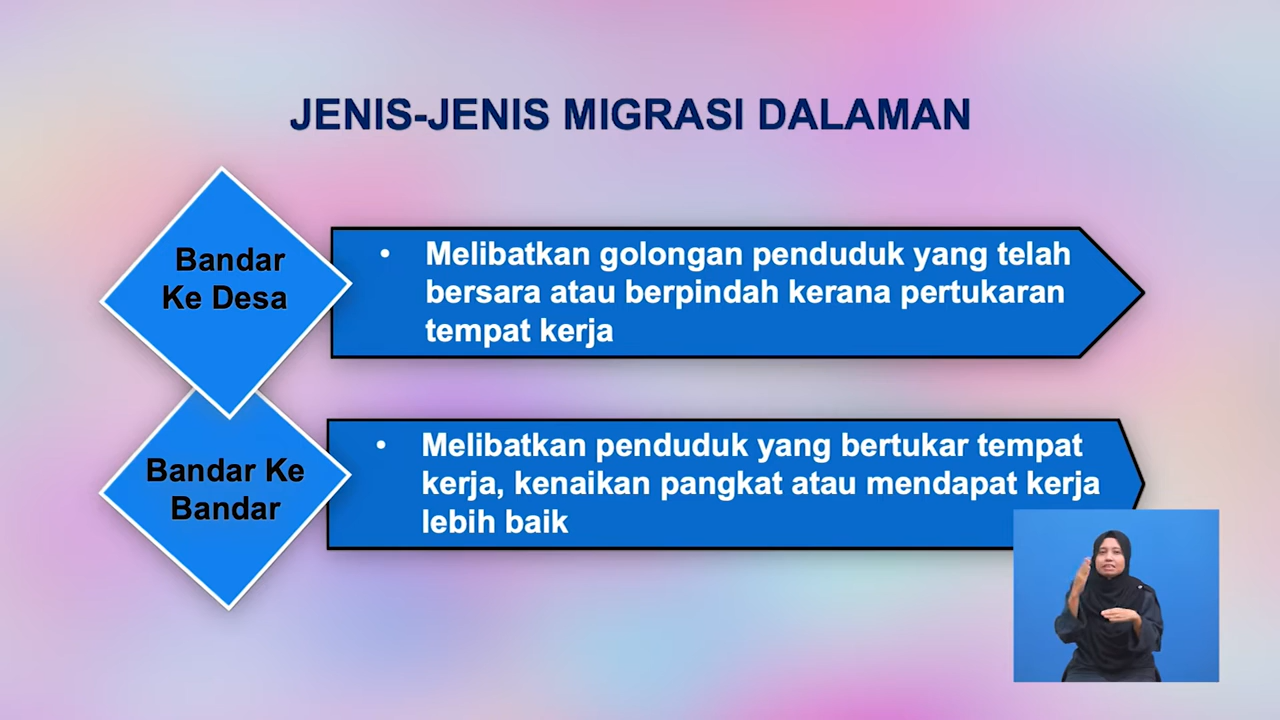 JENIS-JENIS MIGRASI DALAMAN
Bandar
Ke Desa
• Melibatkan golongan penduduk yang telah
bersara atau berpindah kerana pertukaran
tempat kerja
Bandar Ke
Bandar
• Melibatkan penduduk yang bertukar tempat
kerja, kenaikan pangkat atau mendapat kerja
lebih baik